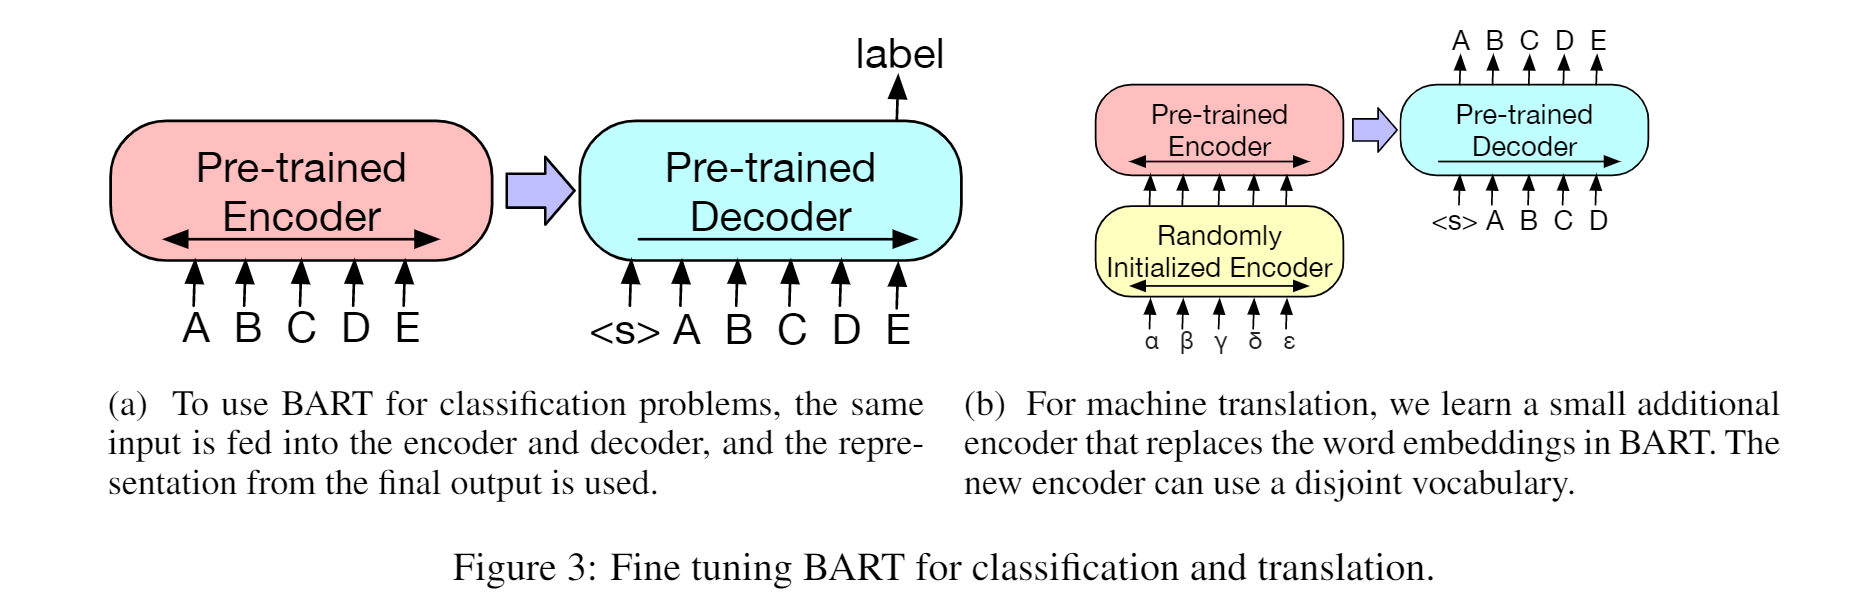 label
Pre-trained
Encoder
Pre-trained
Decoder
A B C D E
<s> A B C D E
(a) To use BART for classification problems, the same
input is fed into the encoder and decoder, and the repre-
sentation from the final output is used.
A B C D E
Pre-trained
Encoder
Pre-trained
Decoder
<s> A B C D
Randomly
Initialized Encoder
α β γ δ ε
(b) For machine translation, we learn a small additional
encoder that replaces the word embeddings in BART. The
new encoder can use a disjoint vocabulary.
Figure 3: Fine tuning BART for classification and translation.